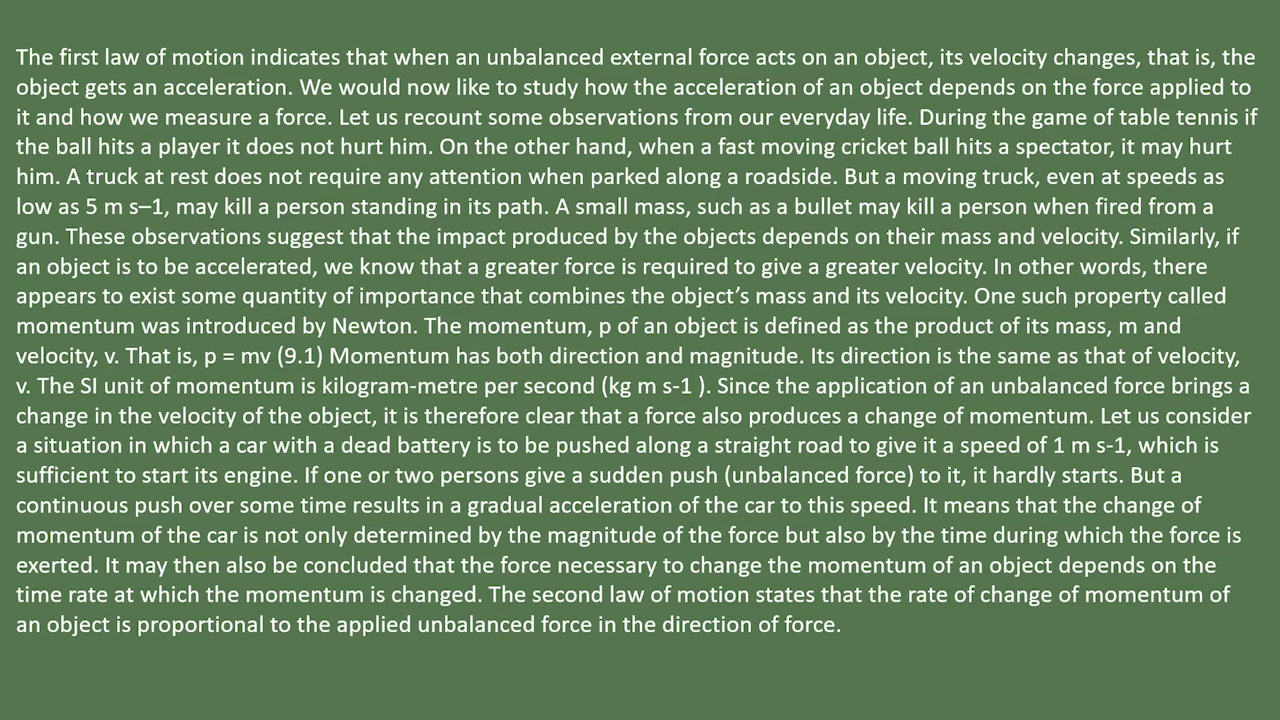 The first law of motion indicates that when an unbalanced external force acts on an object, its velocity changes, that is, the
object gets an acceleration. We would now like to study how the acceleration of an object depends on the force applied to
it and how we measure a force. Let us recount some observations from our everyday life. During the game of table tennis if
the ball hits a player it does not hurt him. On the other hand, when a fast moving cricket ball hits a spectator, it may hurt
him. A truck at rest does not require any attention when parked along a roadside. But a moving truck, even at speeds as
low as 5 m s–1, may kill a person standing in its path. A small mass, such as a bullet may kill a person when fired from a
gun. These observations suggest that the impact produced by the objects depends on their mass and velocity. Similarly, if
an object is to be accelerated, we know that a greater force is required to give a greater velocity. In other words, there
appears to exist some quantity of importance that combines the object’s mass and its velocity. One such property called
momentum was introduced by Newton. The momentum, p of an object is defined as the product of its mass, m and
velocity, v. That is, p = mv (9.1) Momentum has both direction and magnitude. Its direction is the same as that of velocity,
v. The SI unit of momentum is kilogram-metre per second (kg m s-1 ). Since the application of an unbalanced force brings a
change in the velocity of the object, it is therefore clear that a force also produces a change of momentum. Let us consider
a situation in which a car with a dead battery is to be pushed along a straight road to give it a speed of 1 m s-1, which is
sufficient to start its engine. If one or two persons give a sudden push (unbalanced force) to it, it hardly starts. But a
continuous push over some time results in a gradual acceleration of the car to this speed. It means that the change of
momentum of the car is not only determined by the magnitude of the force but also by the time during which the force is
exerted. It may then also be concluded that the force necessary to change the momentum of an object depends on the
time rate at which the momentum is changed. The second law of motion states that the rate of change of momentum of
an object is proportional to the applied unbalanced force in the direction of force.